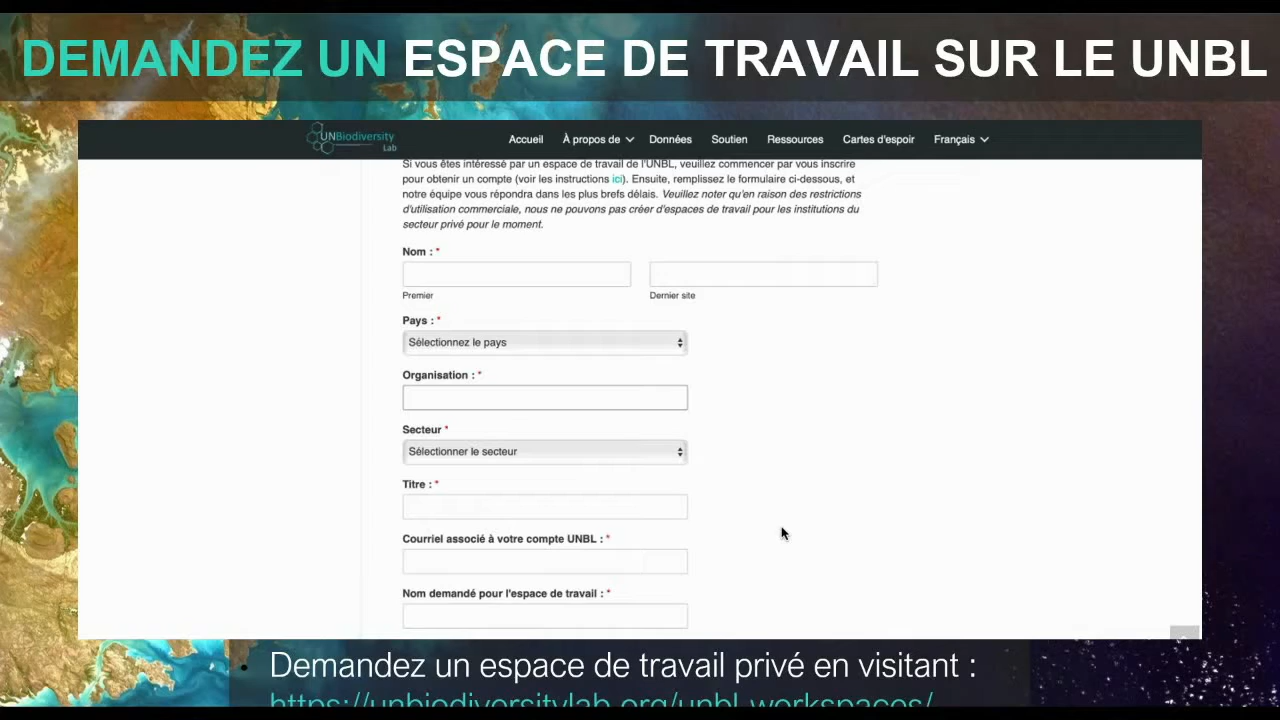 DEMANDEZ UN ESPACE DE TRAVAIL SUR LE UNBL
UNBiodiversity
Lab
Accueil À propos de Données Soutien Ressources Cartes d'espoir Français
Si vous êtes intéressé par un espace de travail de l'UNBL, veuillez commencer par vous inscrire
pour obtenir un compte (voir les instructions ici). Ensuite, remplissez le formulaire ci-dessous, et
notre équipe vous répondra dans les plus brefs délais. Veuillez noter qu'en raison des restrictions
d'utilisation commerciale, nous ne pouvons pas créer d'espaces de travail pour les institutions du
secteur privé pour le moment.
Nom : *
Premier Dernier site
Pays : *
Sélectionnez le pays
Organisation : *
Secteur *
Sélectionner le secteur
Titre : *
Courriel associé à votre compte UNBL : *
Nom demandé pour l'espace de travail : *
• Demandez un espace de travail privé en visitant :
https://unbiodiversitylab.org/unbl-workspaces/